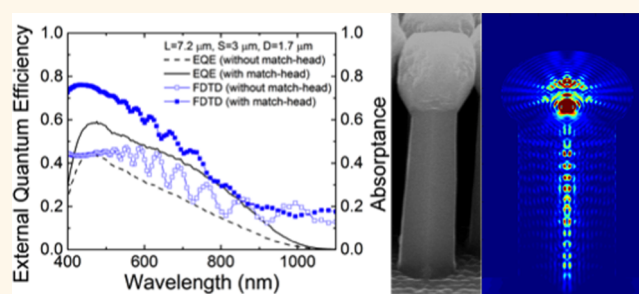 L=7.2 μm, S=3 μm, D=1.7 μm
EQE (without match-head)
EQE (with match-head)
FDTD (without match-head)
FDTD (with match-head)
External Quantum Efficiency
1.0
0.8
0.6
0.4
0.2
0.0
1.0
0.8
0.6
0.4
0.2
0.0
Absorptance
400 600 800 1000
Wavelength (nm)